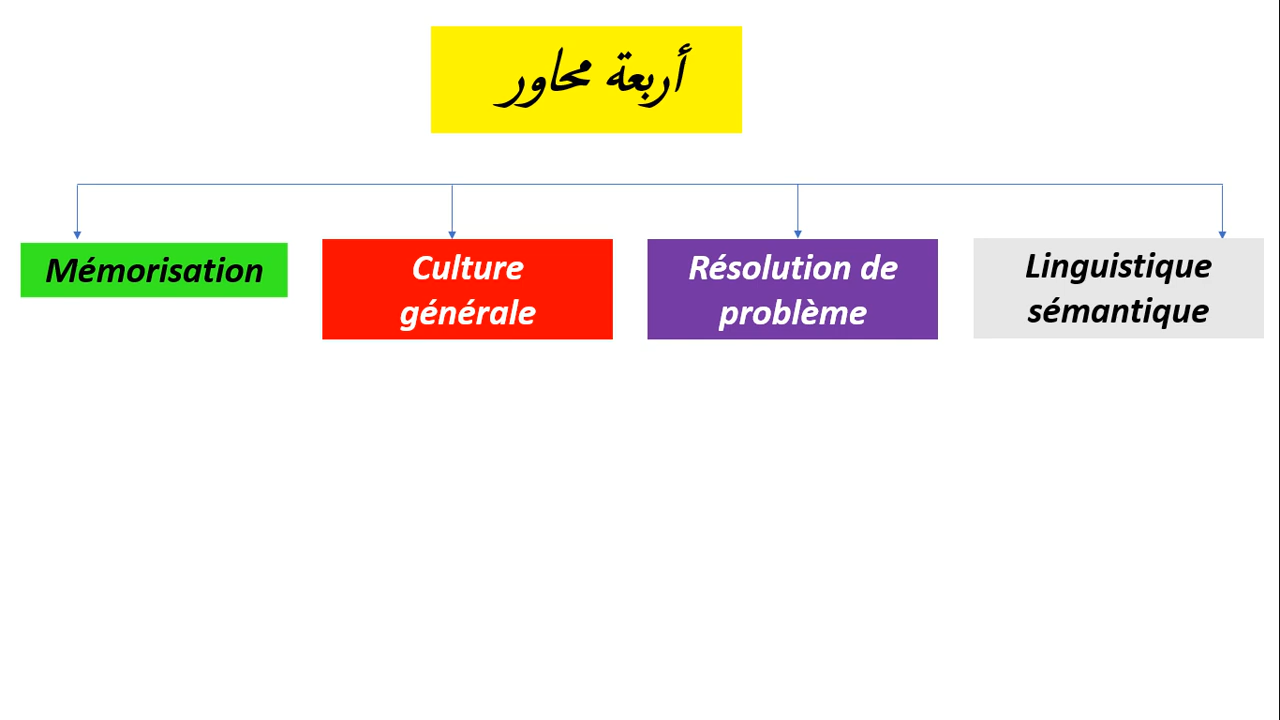 أربعة محاور
Mémorisation
Culture
générale
Résolution de
problème
Linguistique
sémantique